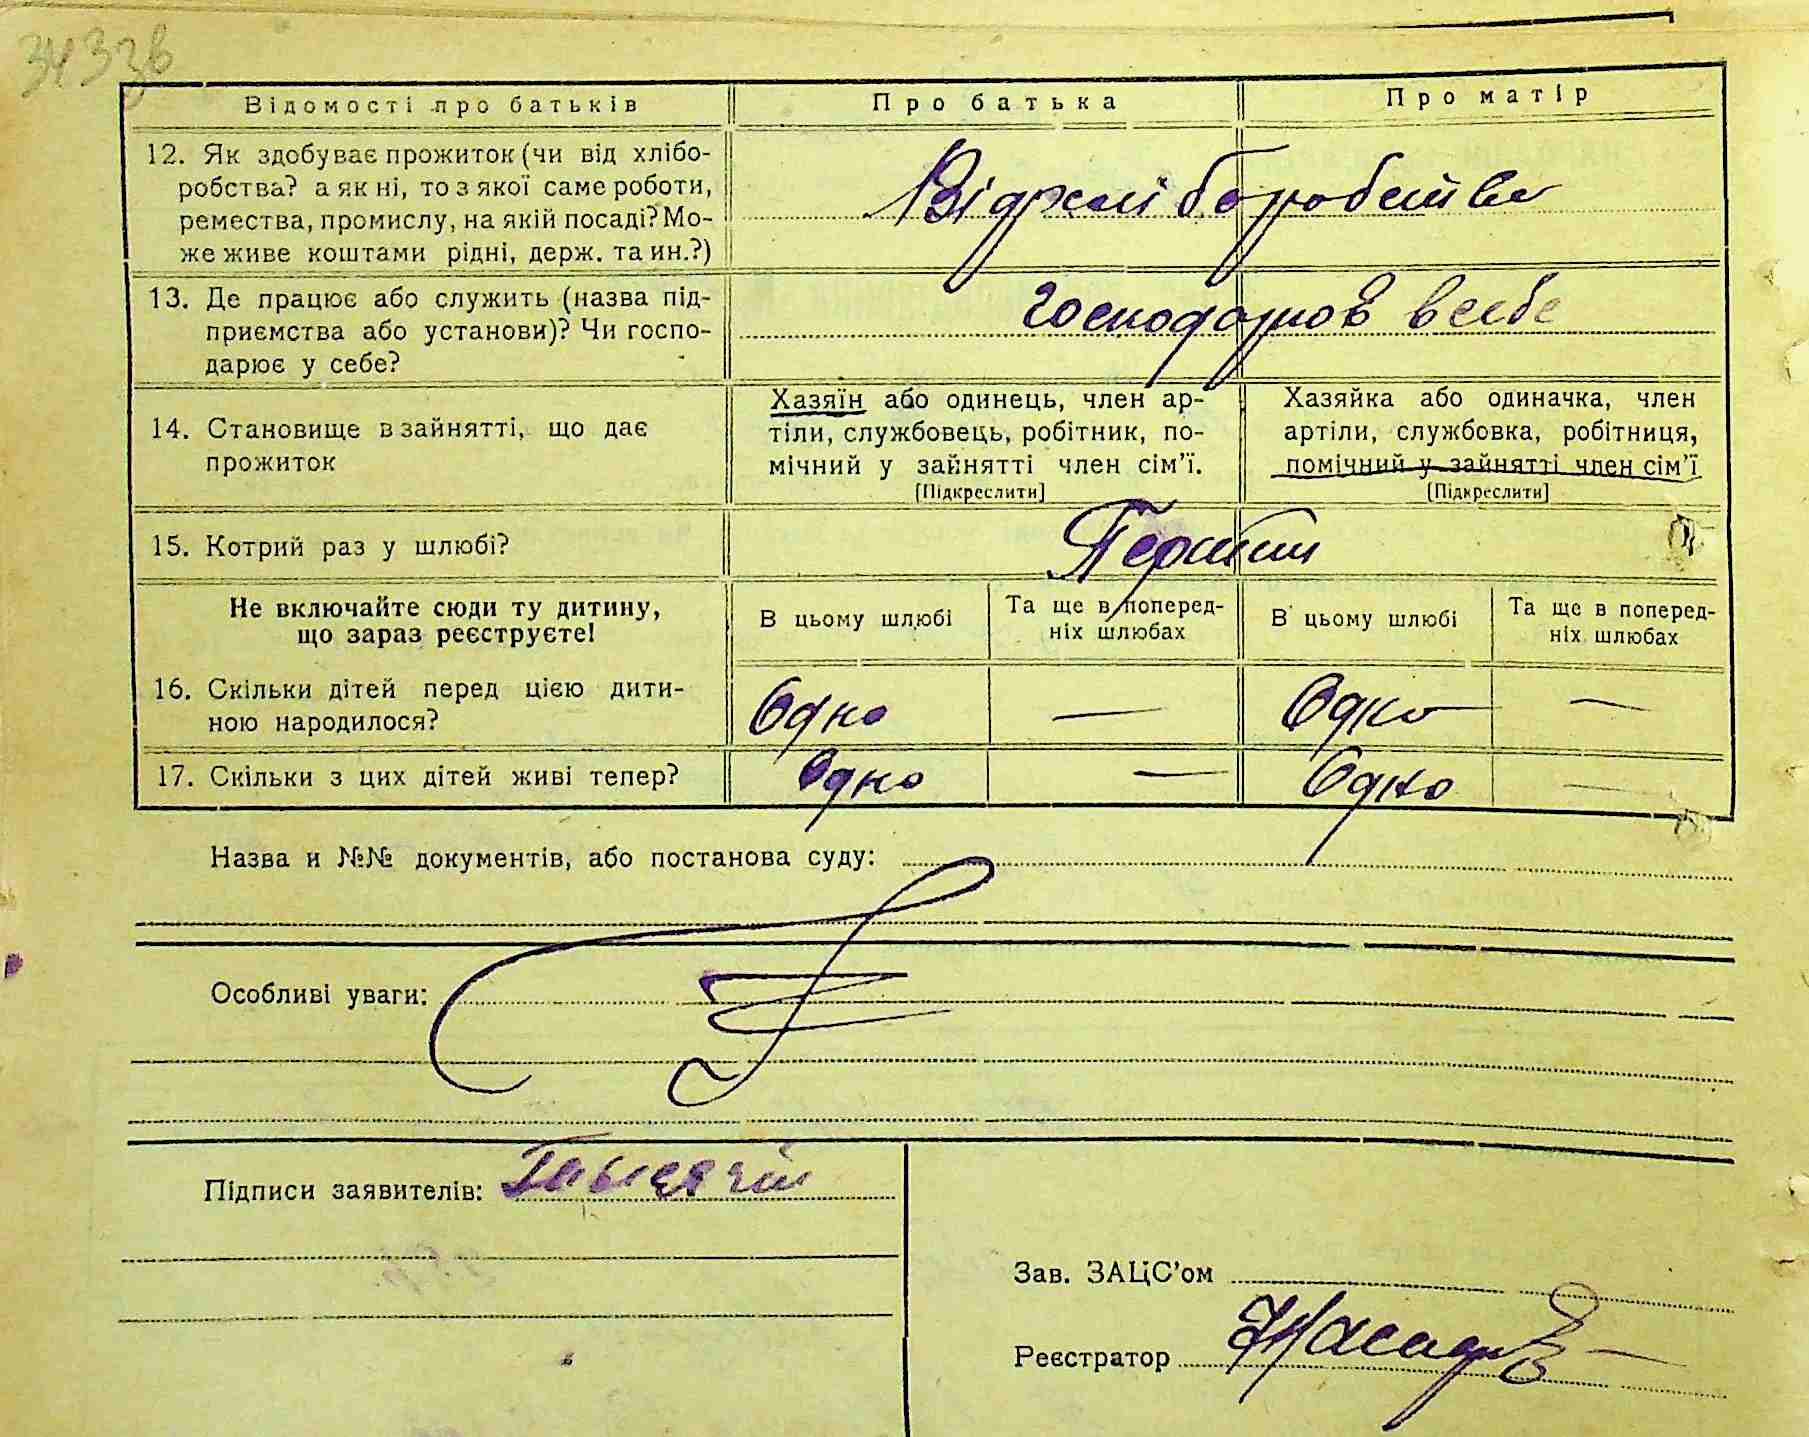 343зв
Відомості про батьків
Про батька
Про матір
12. Як здобуває прожиток (чи від хлібо-
робства? а як ні, то з якої саме роботи,
ремества, промислу, на якій посаді? Мо-
же живе коштами рідні, держ. та ин.?)
Від хліборобства
13. Де працює або служить (назва під-
приємства або установи)? Чи госпо-
дарює у себе?
в себе
14. Становище в зайнятті, що дає
прожиток
Хазяїн або одинець, член ар-
тіли, службовець, робітник, по-
мічний у зайнятті член сім'ї.
[Підкреслити]
Хазяйка або одиначка, член
артіли, службовка, робітниця,
помічний у зайнятті член сім'ї
[Підкреслити]
15. Котрий раз у шлюбі?
Перший
Не включайте сюди ту дитину,
що зараз реєструєте!
В цьому шлюбі
Та ще в поперед-
ніх шлюбах
В цьому шлюбі
Та ще в поперед-
ніх шлюбах
16. Скільки дітей перед цією дити-
ною народилося?
Одно — Одно —
17. Скільки з цих дітей живі тепер?
Одно — Одно —
Назва и №№ документів, або постанова суду:
Особливі уваги:
Підписи заявителів:
Зав. ЗАЦС'ом
Реєстратор